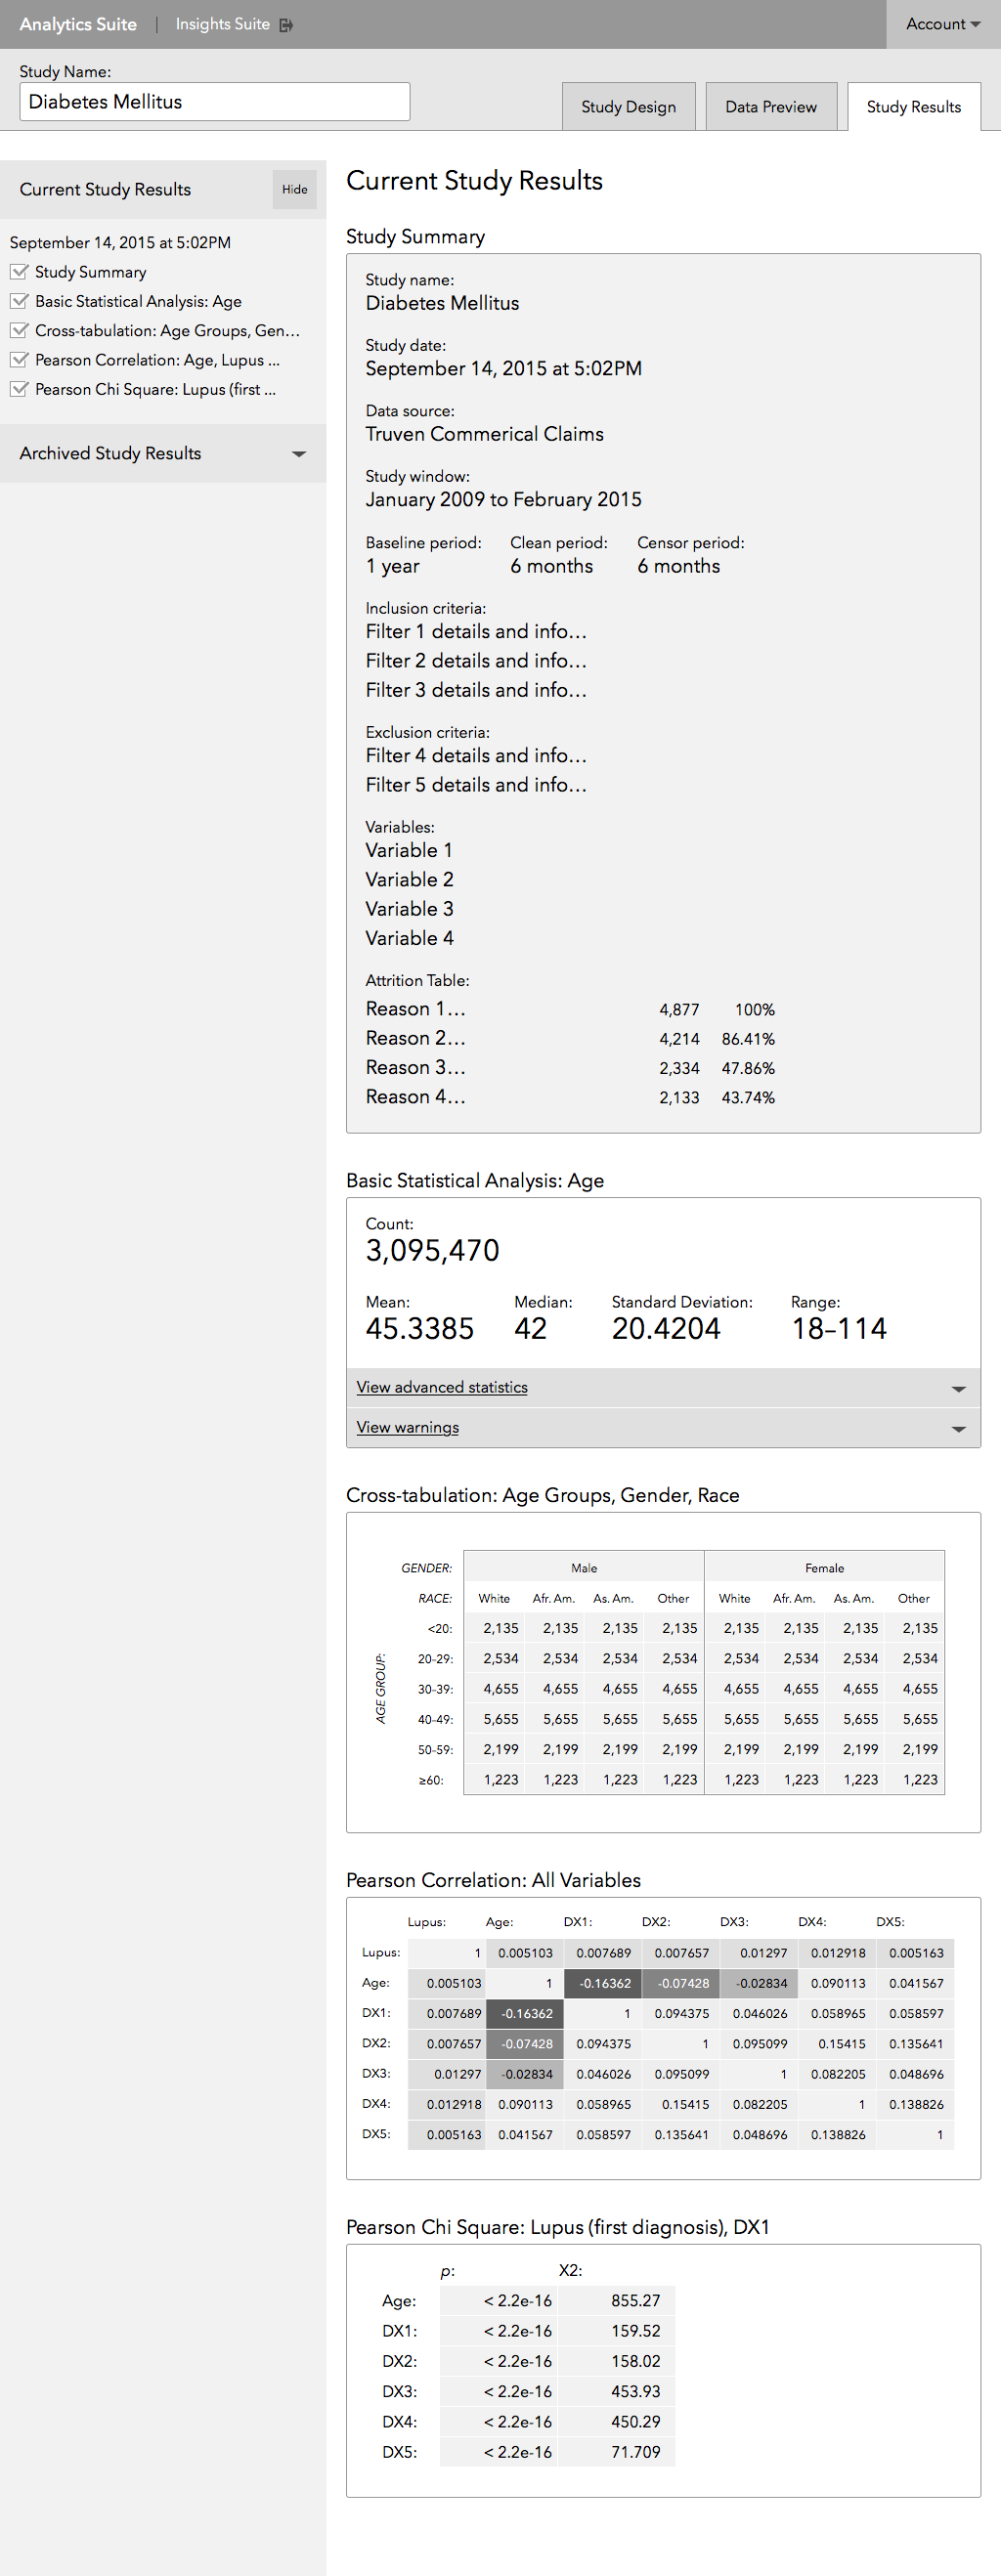 Analytics Suite | Insights Suite
Account
Study Name:
Diabetes Mellitus
Study Design
Data Preview
Study Results
Current Study Results
Hide
September 14, 2015 at 5:02PM
Study Summary
Basic Statistical Analysis: Age
Cross-tabulation: Age Groups, Gen...
Pearson Correlation: Age, Lupus ...
Pearson Chi Square: Lupus (first ...
Archived Study Results
Current Study Results
Study Summary
Study name:
Diabetes Mellitus
Study date:
September 14, 2015 at 5:02PM
Data source:
Truven Commerical Claims
Study window:
January 2009 to February 2015
Baseline period: Clean period: Censor period:
1 year 6 months 6 months
Inclusion criteria:
Filter 1 details and info...
Filter 2 details and info...
Filter 3 details and info...
Exclusion criteria:
Filter 4 details and info...
Filter 5 details and info...
Variables:
Variable 1
Variable 2
Variable 3
Variable 4
Attrition Table:
Reason 1... 4,877 100%
Reason 2... 4,214 86.41%
Reason 3... 2,334 47.86%
Reason 4... 2,133 43.74%
Basic Statistical Analysis: Age
Count:
3,095,470
Mean: Median: Standard Deviation: Range:
45.3385 42 20.4204 18–114
View advanced statistics
View warnings
Cross-tabulation: Age Groups, Gender, Race
GENDER: Male Female
RACE: White Afr. Am. As. Am. Other White Afr. Am. As. Am. Other
AGE GROUP:
<20: 2,135 2,135 2,135 2,135 2,135 2,135 2,135 2,135
20-29: 2,534 2,534 2,534 2,534 2,534 2,534 2,534 2,534
30-39: 4,655 4,655 4,655 4,655 4,655 4,655 4,655 4,655
40-49: 5,655 5,655 5,655 5,655 5,655 5,655 5,655 5,655
50-59: 2,199 2,199 2,199 2,199 2,199 2,199 2,199 2,199
≥60: 1,223 1,223 1,223 1,223 1,223 1,223 1,223 1,223
Pearson Correlation: All Variables
Lupus: Age: DX1: DX2: DX3: DX4: DX5:
Lupus: 1 0.005103 0.007689 0.007657 0.01297 0.012918 0.005163
Age: 0.005103 1 -0.16362 -0.07428 -0.02834 0.090113 0.041567
DX1: 0.007689 -0.16362 1 0.094375 0.046026 0.058965 0.058597
DX2: 0.007657 -0.07428 0.094375 1 0.095099 0.15415 0.135641
DX3: 0.01297 -0.02834 0.046026 0.095099 1 0.082205 0.048696
DX4: 0.012918 0.090113 0.058965 0.15415 0.082205 1 0.138826
DX5: 0.005163 0.041567 0.058597 0.135641 0.048696 0.138826 1
Pearson Chi Square: Lupus (first diagnosis), DX1
p: X2:
Age: < 2.2e-16 855.27
DX1: < 2.2e-16 159.52
DX2: < 2.2e-16 158.02
DX3: < 2.2e-16 453.93
DX4: < 2.2e-16 450.29
DX5: < 2.2e-16 71.709